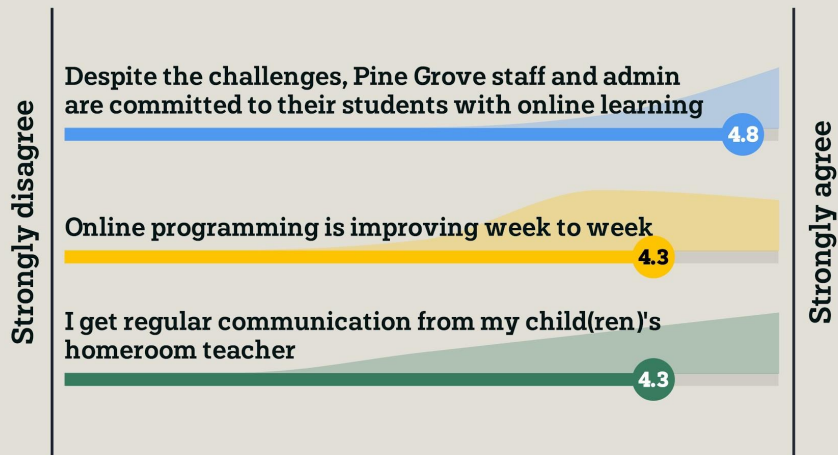 Strongly disagree
Despite the challenges, Pine Grove staff and admin
are committed to their students with online learning
4.8
Online programming is improving week to week
4.3
I get regular communication from my child(ren)'s
homeroom teacher
4.3
Strongly agree